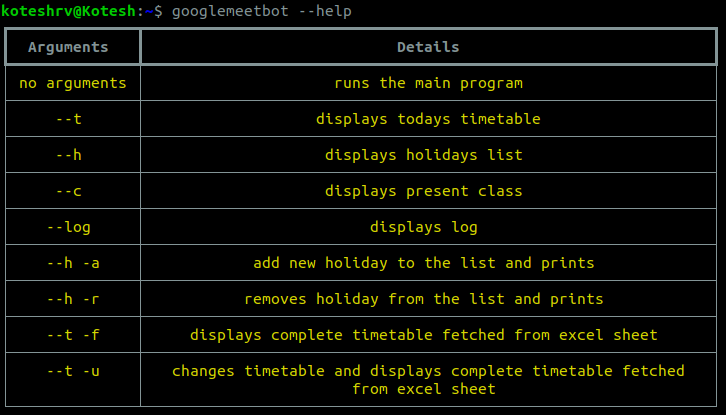 koteshrv@Kotesh:~$ googlemeetbot --help
Arguments Details
no arguments runs the main program
--t displays todays timetable
--h displays holidays list
--c displays present class
--log displays log
--h -a add new holiday to the list and prints
--h -r removes holiday from the list and prints
--t -f displays complete timetable fetched from excel sheet
--t -u changes timetable and displays complete timetable fetched
from excel sheet